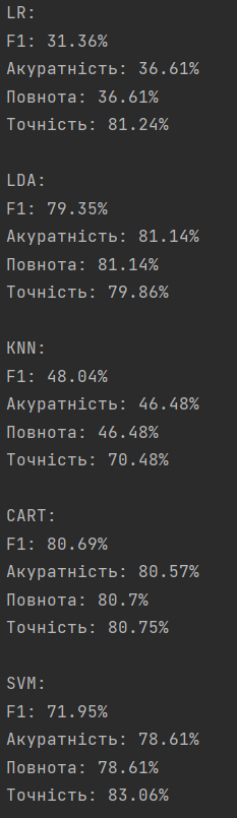 LR:
F1: 31.36%
Акуратність: 36.61%
Повнота: 36.61%
Точність: 81.24%
LDA:
F1: 79.35%
Акуратність: 81.14%
Повнота: 81.14%
Точність: 79.86%
KNN:
F1: 48.04%
Акуратність: 46.48%
Повнота: 46.48%
Точність: 70.48%
CART:
F1: 80.69%
Акуратність: 80.57%
Повнота: 80.7%
Точність: 80.75%
SVM:
F1: 71.95%
Акуратність: 78.61%
Повнота: 78.61%
Точність: 83.06%